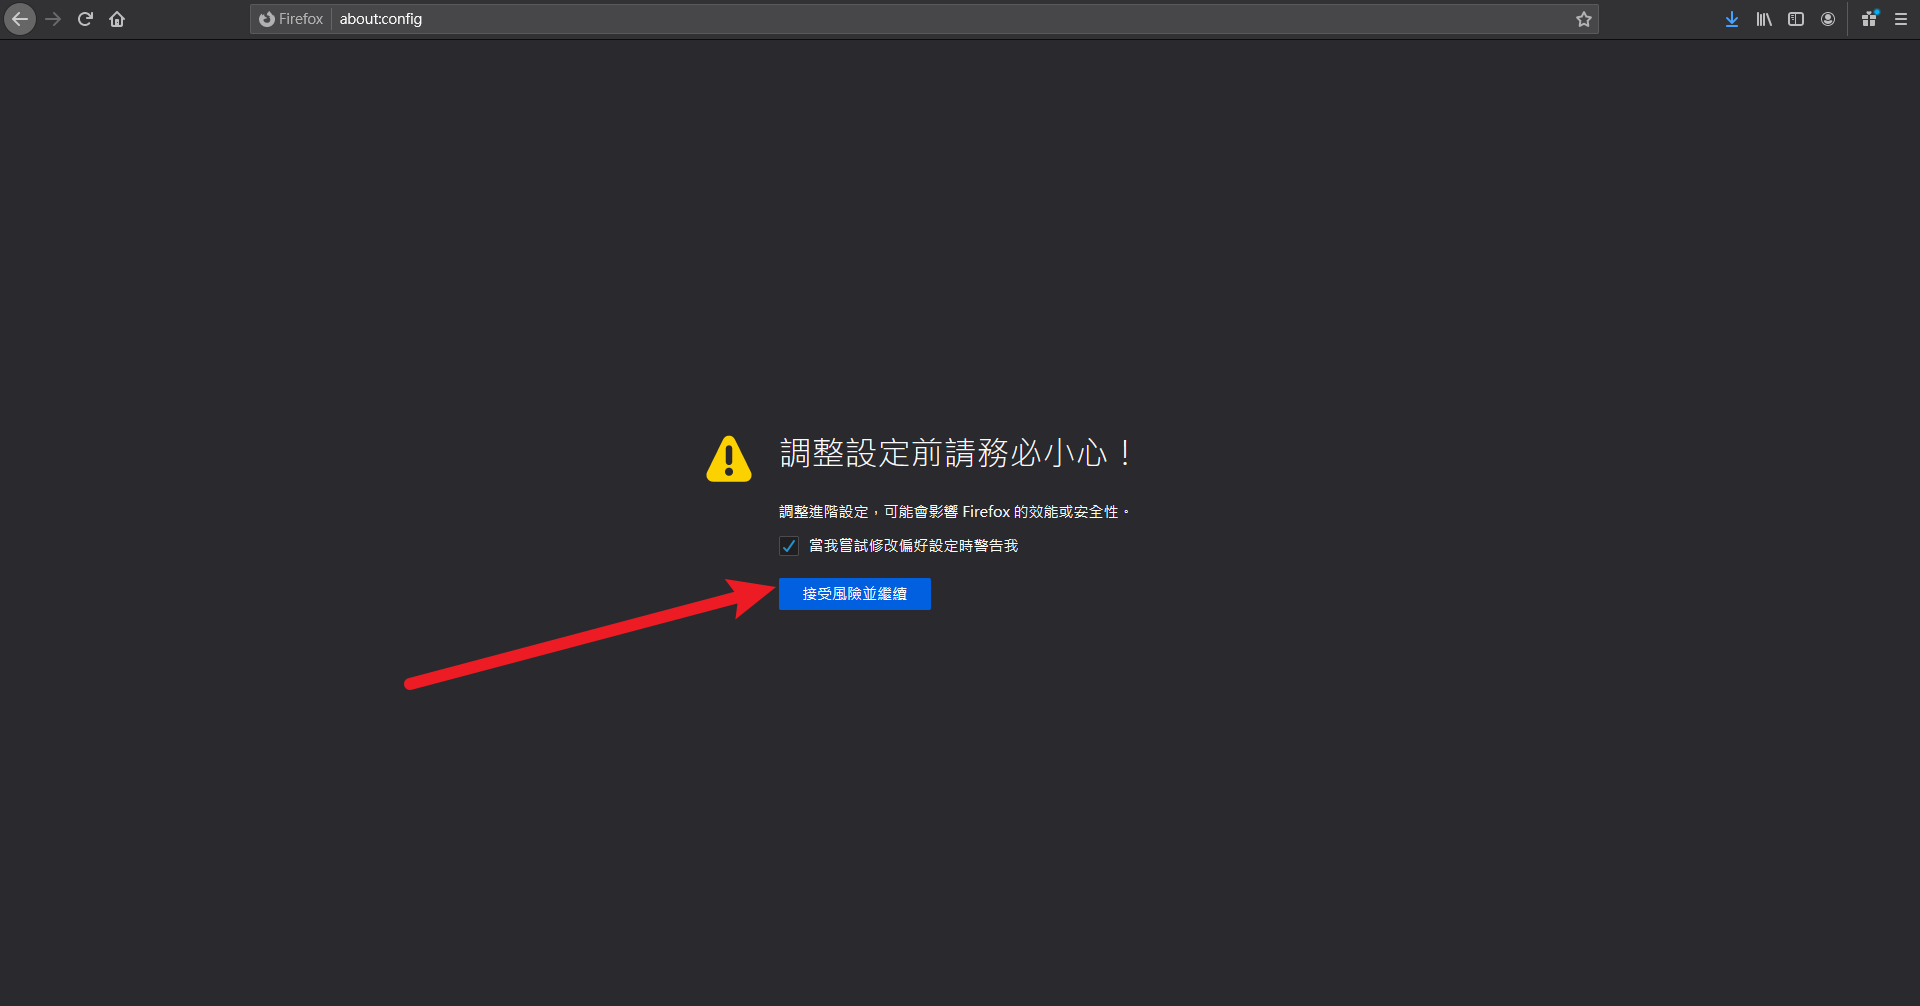 Firefox about:config
調整設定前請務必小心！
調整進階設定，可能會影響 Firefox 的效能或安全性。
當我嘗試修改偏好設定時警告我
接受風險並繼續